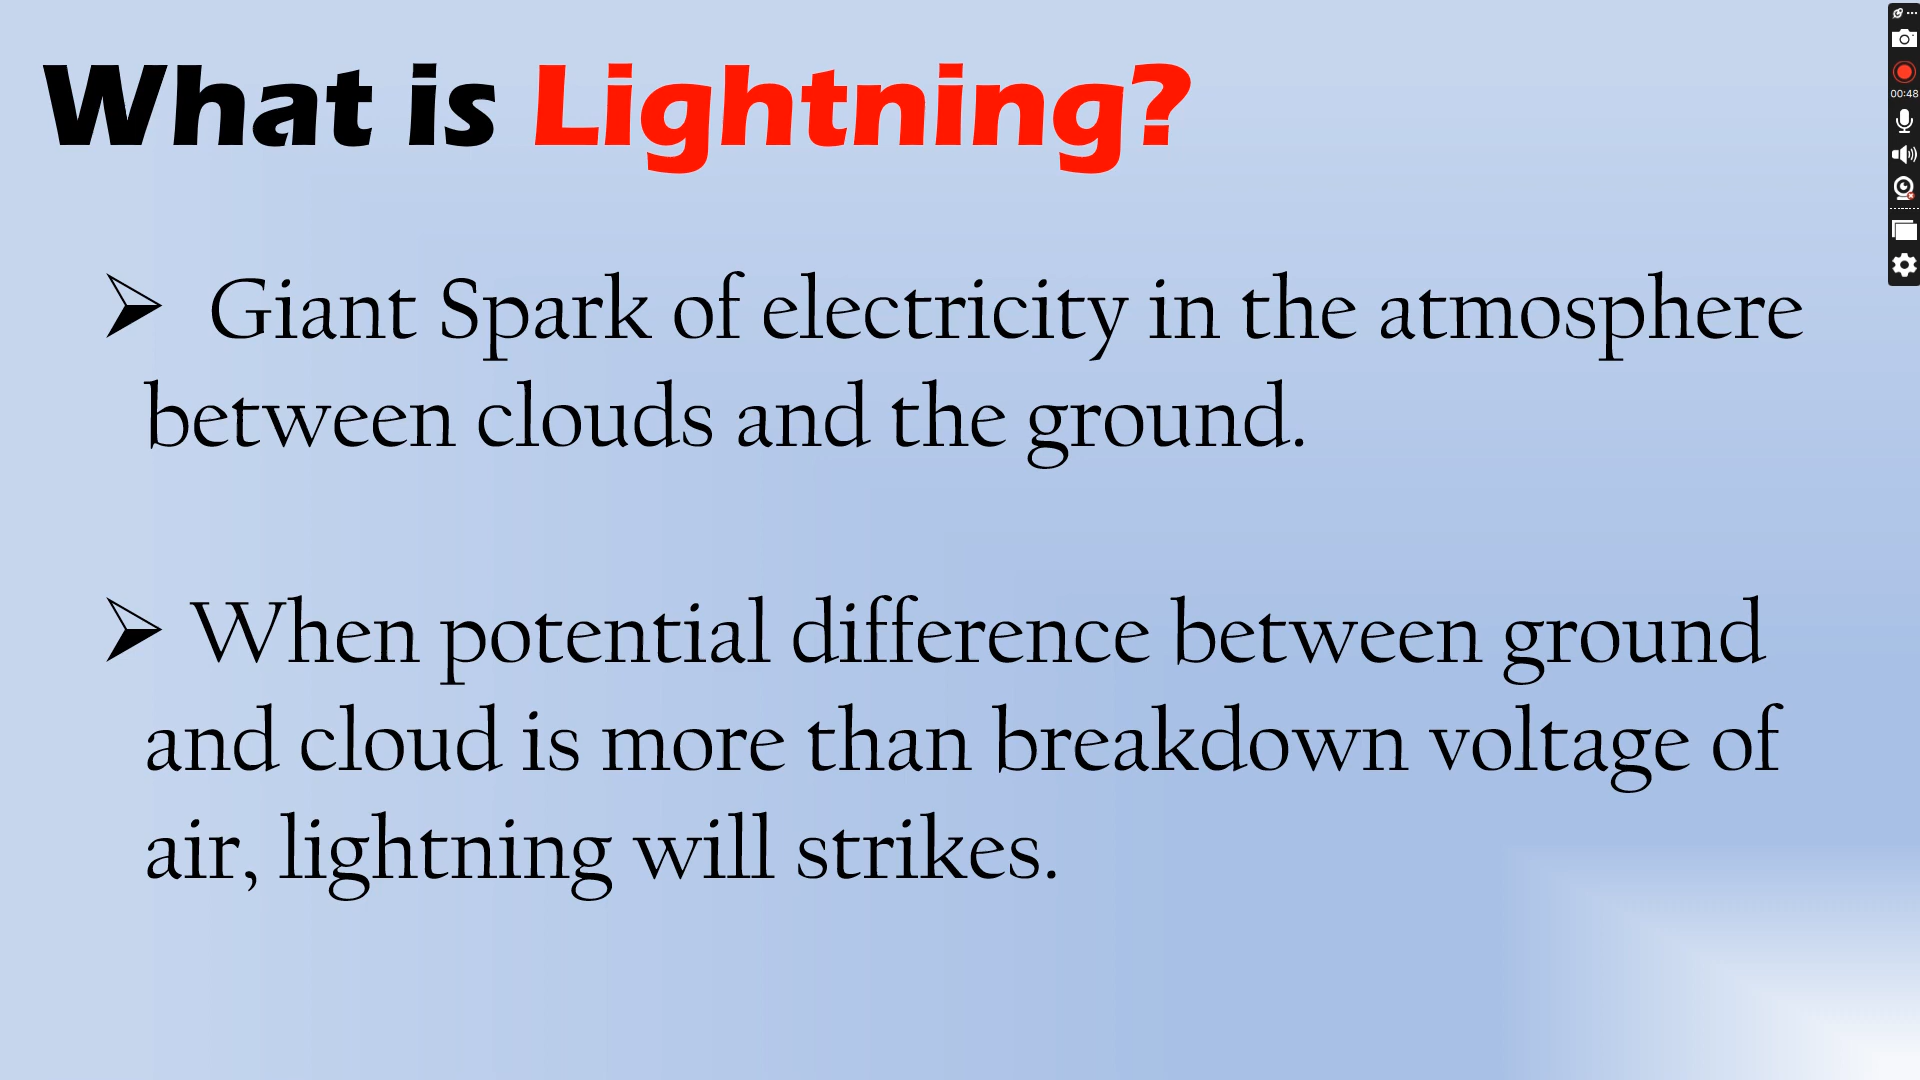 What is Lightning?
➢ Giant Spark of electricity in the atmosphere
between clouds and the ground.
➢ When potential difference between ground
and cloud is more than breakdown voltage of
air, lightning will strikes.
00:48